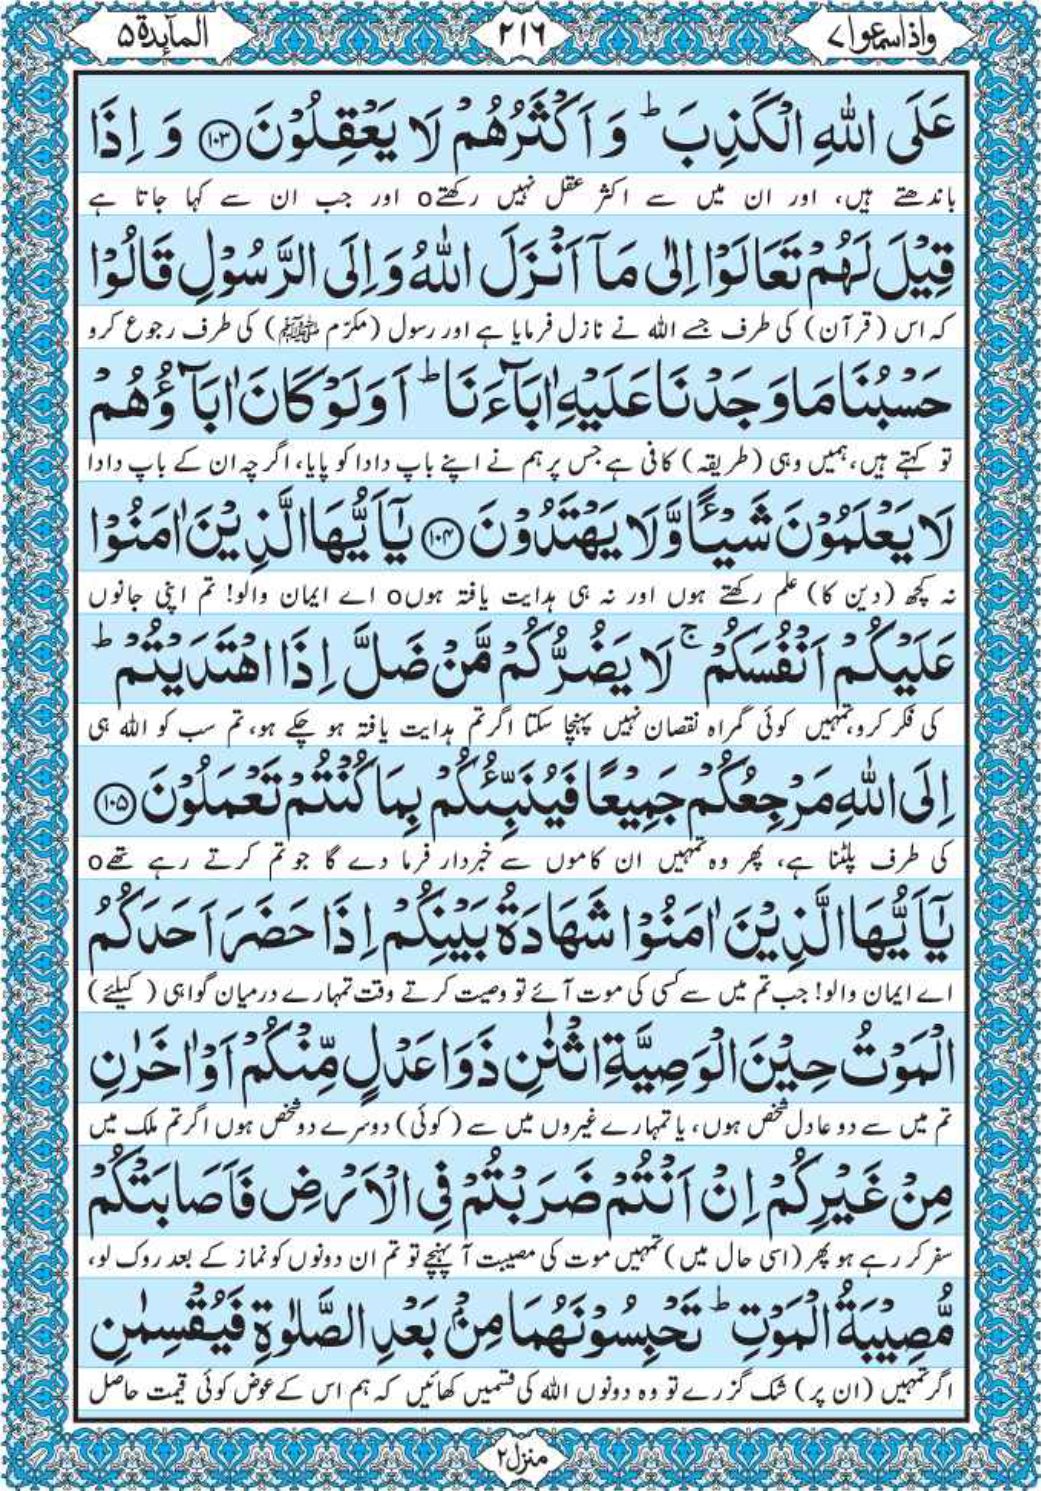 واذاسمعوا ٧
٢١٦
المآىِٕدة ٥
عَلَى اللّٰهِ الْكَذِبَ ؕ وَ اَكْثَرُهُمْ لَا يَعْقِلُوْنَ ﴿۱۰۳﴾ وَ اِذَا
باندھتے ہیں، اور ان میں سے اکثر عقل نہیں رکھتےo اور جب ان سے کہا جاتا ہے
قِيْلَ لَهُمْ تَعَالَوْا اِلٰى مَاۤ اَنْزَلَ اللّٰهُ وَ اِلَى الرَّسُوْلِ قَالُوْا
کہ اس (قرآن) کی طرف جسے اللہ نے نازل فرمایا ہے اور رسول (مکرّم ﷺ) کی طرف رجوع کرو
حَسْبُنَا مَا وَجَدْنَا عَلَيْهِ اٰبَآءَنَا ؕ اَوَ لَوْ كَانَ اٰبَآؤُهُمْ
تو کہتے ہیں، ہمیں وہی (طریقہ) کافی ہے جس پر ہم نے اپنے باپ دادا کو پایا، اگرچہ ان کے باپ دادا
لَا يَعْلَمُوْنَ شَيْـًٔا وَّ لَا يَهْتَدُوْنَ ﴿۱۰۴﴾ يٰۤاَيُّهَا الَّذِيْنَ اٰمَنُوْا
نہ کچھ (دین کا) علم رکھتے ہوں اور نہ ہی ہدایت یافتہ ہوںo اے ایمان والو! تم اپنی جانوں
عَلَيْكُمْ اَنْفُسَكُمْ ۚ لَا يَضُرُّكُمْ مَّنْ ضَلَّ اِذَا اهْتَدَيْتُمْ ؕ
کی فکر کرو، تمہیں کوئی گمراہ نقصان نہیں پہنچا سکتا اگر تم ہدایت یافتہ ہو چکے ہو، تم سب کو اللہ ہی
اِلَى اللّٰهِ مَرْجِعُكُمْ جَمِيْعًا فَيُنَبِّئُكُمْ بِمَا كُنْتُمْ تَعْمَلُوْنَ ﴿۱۰۵﴾
کی طرف پلٹنا ہے، پھر وہ تمہیں ان کاموں سے خبردار فرما دے گا جو تم کرتے رہے تھےo
يٰۤاَيُّهَا الَّذِيْنَ اٰمَنُوْا شَهَادَةُ بَيْنِكُمْ اِذَا حَضَرَ اَحَدَكُمُ
اے ایمان والو! جب تم میں سے کسی کی موت آئے تو وصیت کرتے وقت تمہارے درمیان گواہی ( کیلئے )
الْمَوْتُ حِيْنَ الْوَصِيَّةِ اثْنٰنِ ذَوَا عَدْلٍ مِّنْكُمْ اَوْ اٰخَرٰنِ
تم میں سے دو عادل شخص ہوں، یا تمہارے غیروں میں سے (کوئی) دوسرے دو شخص ہوں اگر تم ملک میں
مِنْ غَيْرِكُمْ اِنْ اَنْتُمْ ضَرَبْتُمْ فِي الْاَرْضِ فَاَصَابَتْكُمْ
سفر کر رہے ہو پھر (اسی حال میں) تمہیں موت کی مصیبت آ پہنچے تو تم ان دونوں کو نماز کے بعد روک لو،
مُّصِيْبَةُ الْمَوْتِ ؕ تَحْبِسُوْنَهُمَا مِنْۢ بَعْدِ الصَّلٰوةِ فَيُقْسِمٰنِ
اگر تمہیں (ان پر) شک گزرے تو وہ دونوں اللہ کی قسمیں کھائیں کہ ہم اس کے عوض کوئی قیمت حاصل
منزل ٢